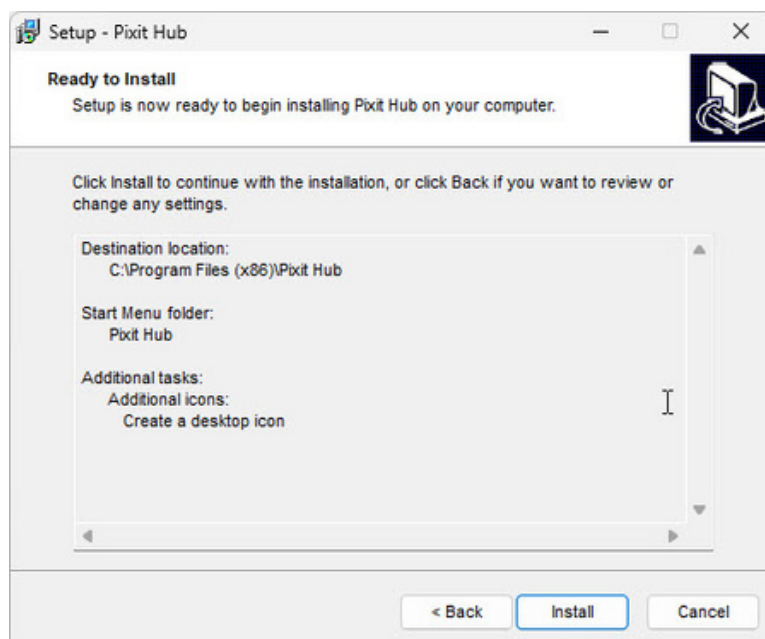 Setup - Pixit Hub
Ready to Install
Setup is now ready to begin installing Pixit Hub on your computer.
Click Install to continue with the installation, or click Back if you want to review or
change any settings.
Destination location:
C:\Program Files (x86)\Pixit Hub
Start Menu folder:
Pixit Hub
Additional tasks:
Additional icons:
Create a desktop icon
< Back
Install
Cancel